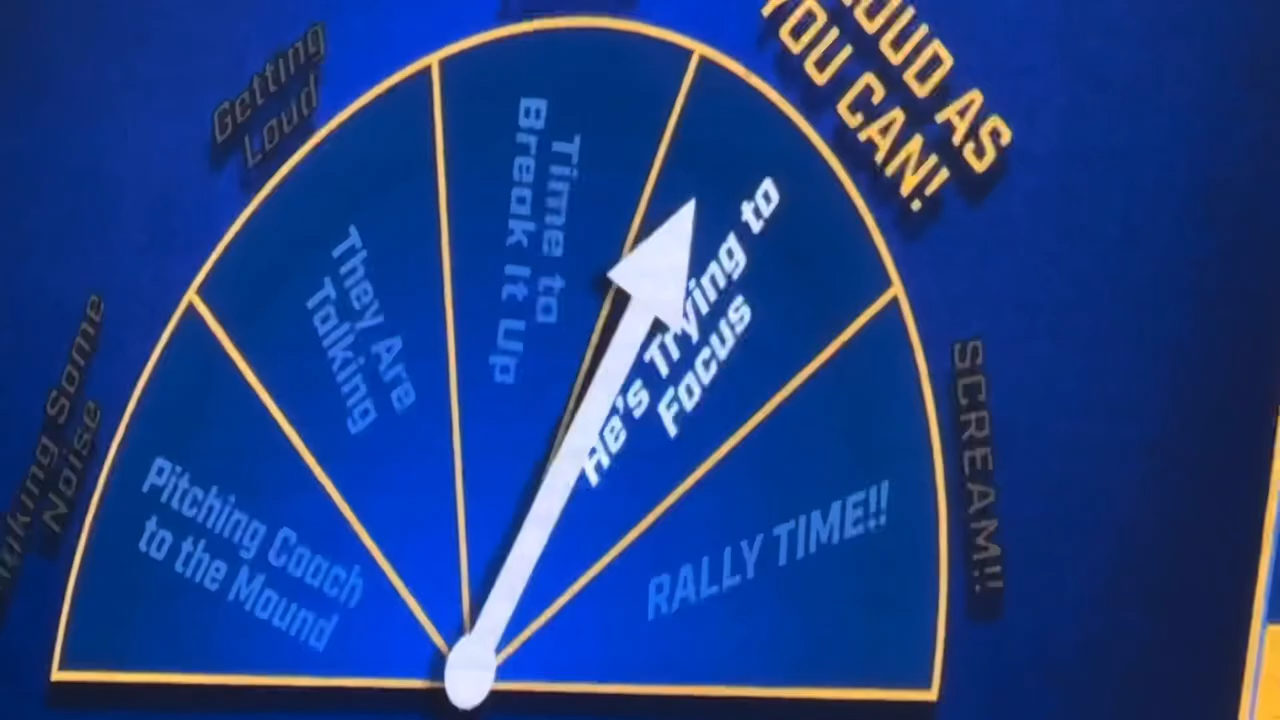 Getting
Loud
LOUD AS
YOU CAN!
Some
Noise
SCREAM!!
Pitching Coach
to the Mound
They Are
Talking
Time to
Break It Up
He's Trying to
Focus
RALLY TIME!!